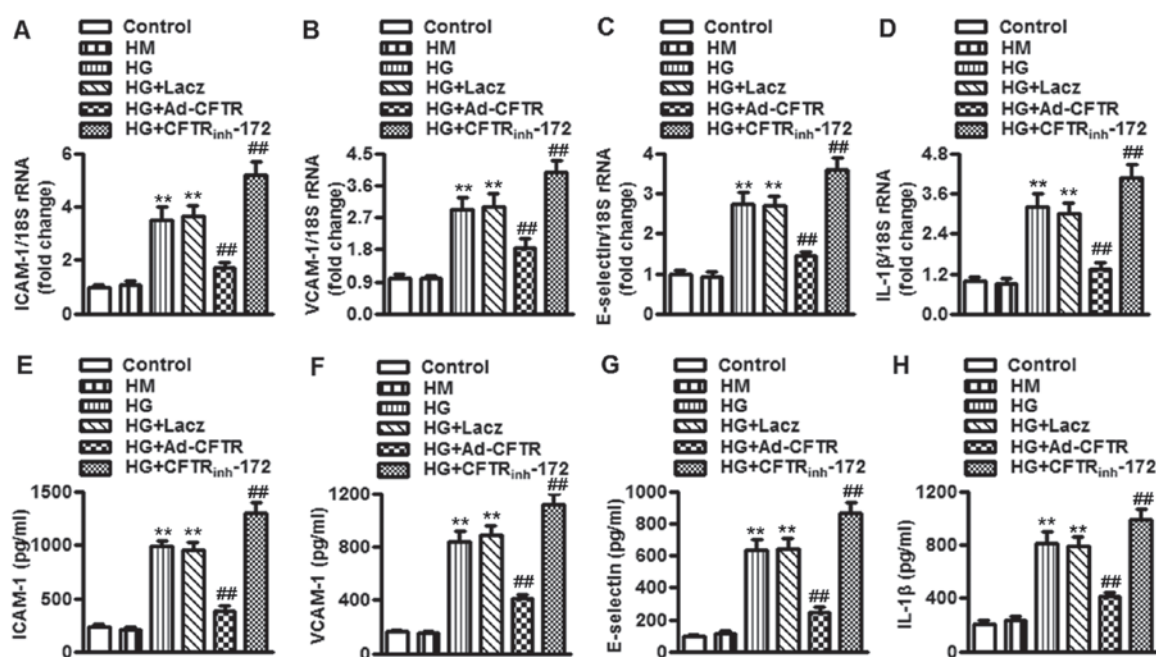 A
Control
HM
HG
HG+Lacz
HG+Ad-CFTR
HG+CFTRinh-172
ICAM-1/18S rRNA
(fold change)
6
4
2
0
**
**
##
##
B
Control
HM
HG
HG+Lacz
HG+Ad-CFTR
HG+CFTRinh-172
VCAM-1/18S rRNA
(fold change)
4.5
3.6
2.7
1.8
0.9
0.0
**
**
##
##
C
Control
HM
HG
HG+Lacz
HG+Ad-CFTR
HG+CFTRinh-172
E-selectin/18S rRNA
(fold change)
4
3
2
1
0
**
**
##
##
D
Control
HM
HG
HG+Lacz
HG+Ad-CFTR
HG+CFTRinh-172
IL-1β/18S rRNA
(fold change)
4.8
3.6
2.4
1.2
0.0
**
**
##
##
E
Control
HM
HG
HG+Lacz
HG+Ad-CFTR
HG+CFTRinh-172
ICAM-1 (pg/ml)
1500
1000
500
0
**
**
##
##
F
Control
HM
HG
HG+Lacz
HG+Ad-CFTR
HG+CFTRinh-172
VCAM-1 (pg/ml)
1200
800
400
0
**
**
##
##
G
Control
HM
HG
HG+Lacz
HG+Ad-CFTR
HG+CFTRinh-172
E-selectin (pg/ml)
1000
800
600
400
200
0
**
**
##
##
H
Control
HM
HG
HG+Lacz
HG+Ad-CFTR
HG+CFTRinh-172
IL-1β (pg/ml)
1200
800
400
0
**
**
##
##